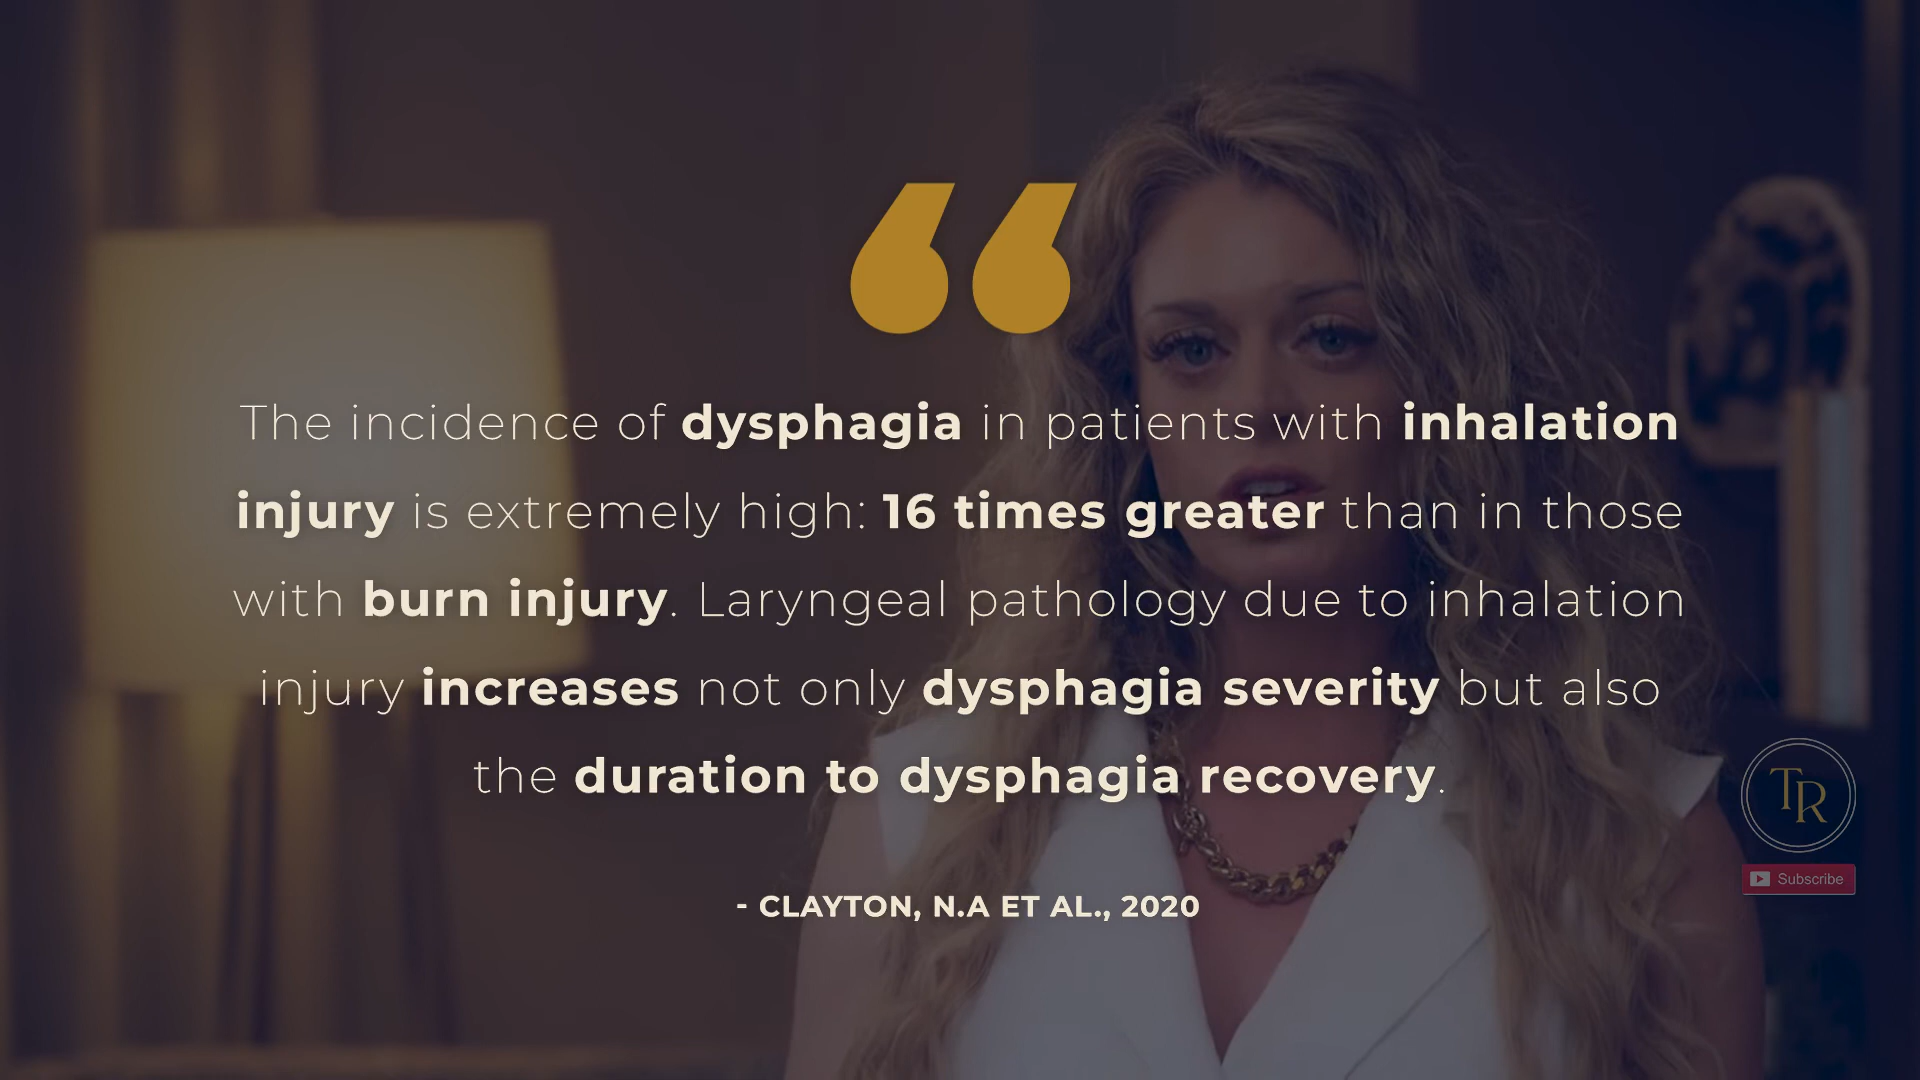 The incidence of dysphagia in patients with inhalation
injury is extremely high: 16 times greater than in those
with burn injury. Laryngeal pathology due to inhalation
injury increases not only dysphagia severity but also
the duration to dysphagia recovery.
- CLAYTON, N.A ET AL., 2020
TR
Subscribe